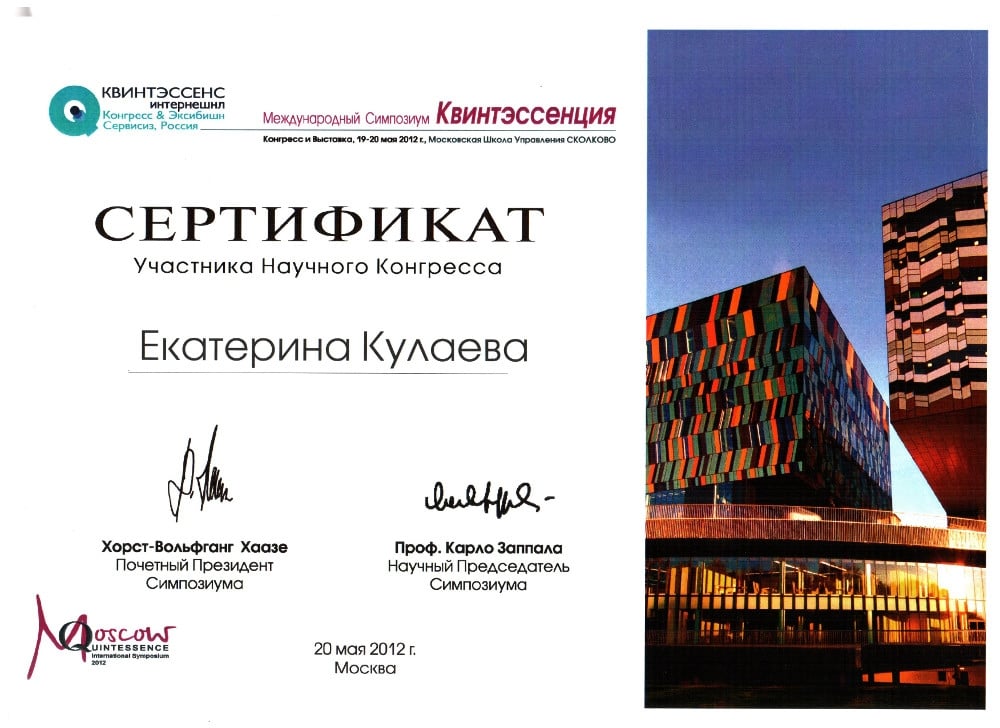 КВИНТЭССЕНС
интернешнл
Конгресс & Эксибишн
Сервисиз, Россия
Международный Симпозиум Квинтэссенция
Конгресс и Выставка, 19-20 мая 2012 г., Московская Школа Управления СКОЛКОВО
СЕРТИФИКАТ
Участника Научного Конгресса
Екатерина Кулаева
Хорст-Вольфганг Хаазе
Почетный Президент
Симпозиума
Проф. Карло Заппала
Научный Председатель
Симпозиума
Moscow
QUINTESSENCE
International Symposium
2012
20 мая 2012 г.
Москва